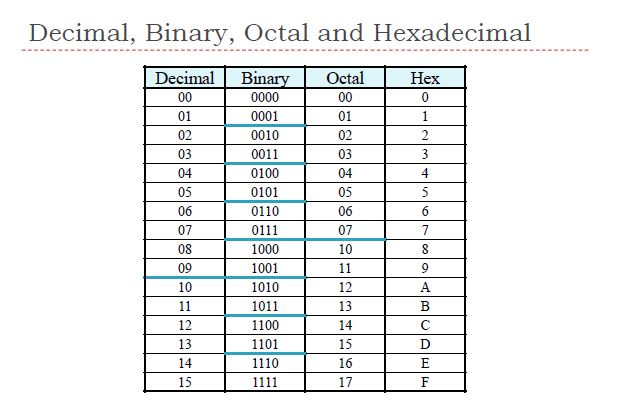 Decimal, Binary, Octal and Hexadecimal
Decimal Binary Octal Hex
00 0000 00 0
01 0001 01 1
02 0010 02 2
03 0011 03 3
04 0100 04 4
05 0101 05 5
06 0110 06 6
07 0111 07 7
08 1000 10 8
09 1001 11 9
10 1010 12 A
11 1011 13 B
12 1100 14 C
13 1101 15 D
14 1110 16 E
15 1111 17 F